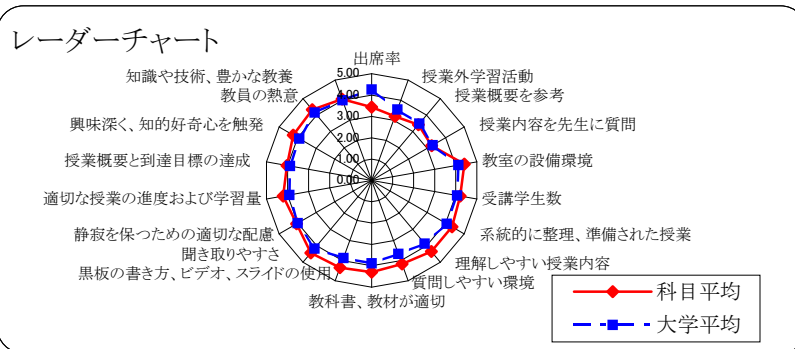 レーダーチャート
出席率
授業外学習活動
授業概要を参考
授業内容を先生に質問
教室の設備環境
受講学生数
系統的に整理、準備された授業
理解しやすい授業内容
質問しやすい環境
教科書、教材が適切
黒板の書き方、ビデオ、スライドの使用
聞き取りやすさ
静寂を保つための適切な配慮
適切な授業の進度および学習量
授業概要と到達目標の達成
興味深く、知的好奇心を触発
教員の熱意
知識や技術、豊かな教養
5.00
4.00
3.00
2.00
1.00
0.00
科目平均
大学平均